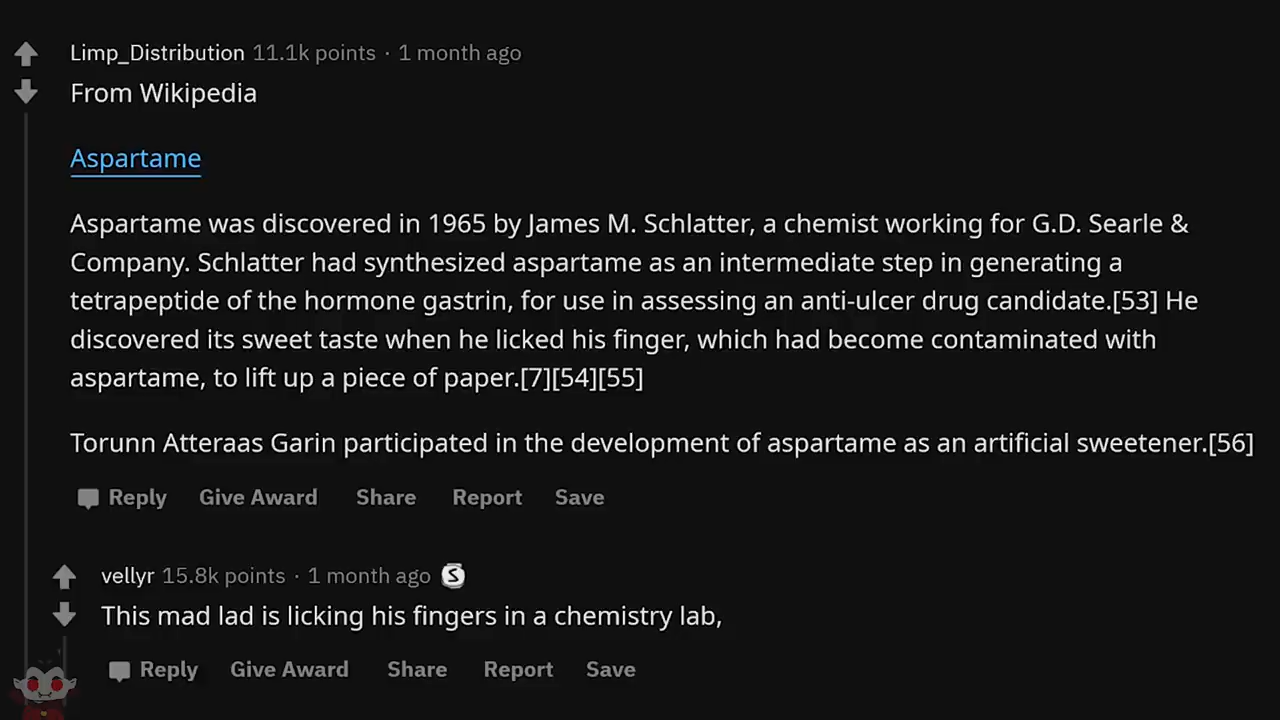 Limp_Distribution 11.1k points · 1 month ago
From Wikipedia
Aspartame
Aspartame was discovered in 1965 by James M. Schlatter, a chemist working for G.D. Searle &
Company. Schlatter had synthesized aspartame as an intermediate step in generating a
tetrapeptide of the hormone gastrin, for use in assessing an anti-ulcer drug candidate.[53] He
discovered its sweet taste when he licked his finger, which had become contaminated with
aspartame, to lift up a piece of paper.[7][54][55]
Torunn Atteraas Garin participated in the development of aspartame as an artificial sweetener.[56]
Reply Give Award Share Report Save
vellyr 15.8k points · 1 month ago S
This mad lad is licking his fingers in a chemistry lab,
Reply Give Award Share Report Save